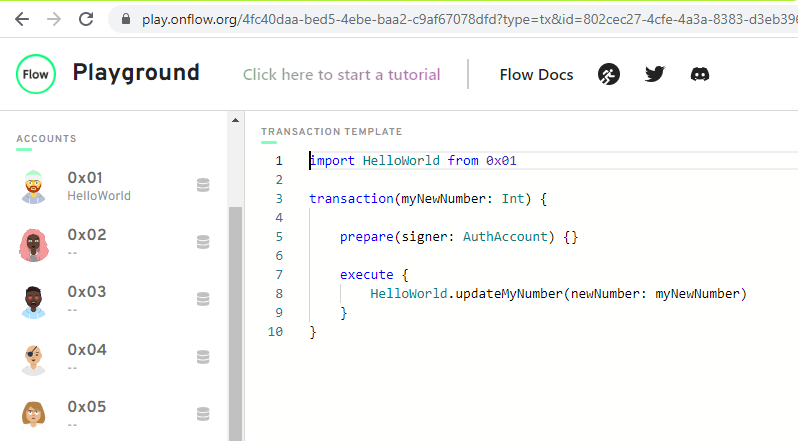 play.onflow.org/4fc40daa-bed5-4ebe-baa2-c9af67078dfd?type=tx&id=802cec27-4cfe-4a3a-8383-d3eb396
Flow Playground Click here to start a tutorial Flow Docs
ACCOUNTS
0x01
HelloWorld
0x02
--
0x03
--
0x04
--
0x05
--
TRANSACTION TEMPLATE
1 import HelloWorld from 0x01
2
3 transaction(myNewNumber: Int) {
4
5 prepare(signer: AuthAccount) {}
6
7 execute {
8 HelloWorld.updateMyNumber(newNumber: myNewNumber)
9 }
10 }